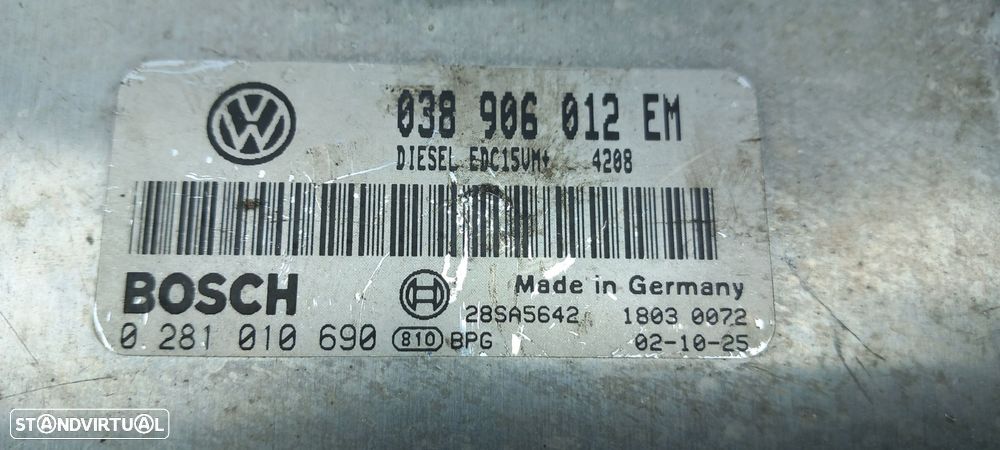 038 906 012 EM
DIESEL EDC15VM+ 4208
BOSCH
Made in Germany
28SA5642 1803 0072
0 281 010 690 810 BPG 02-10-25
STANDVIRTUAL